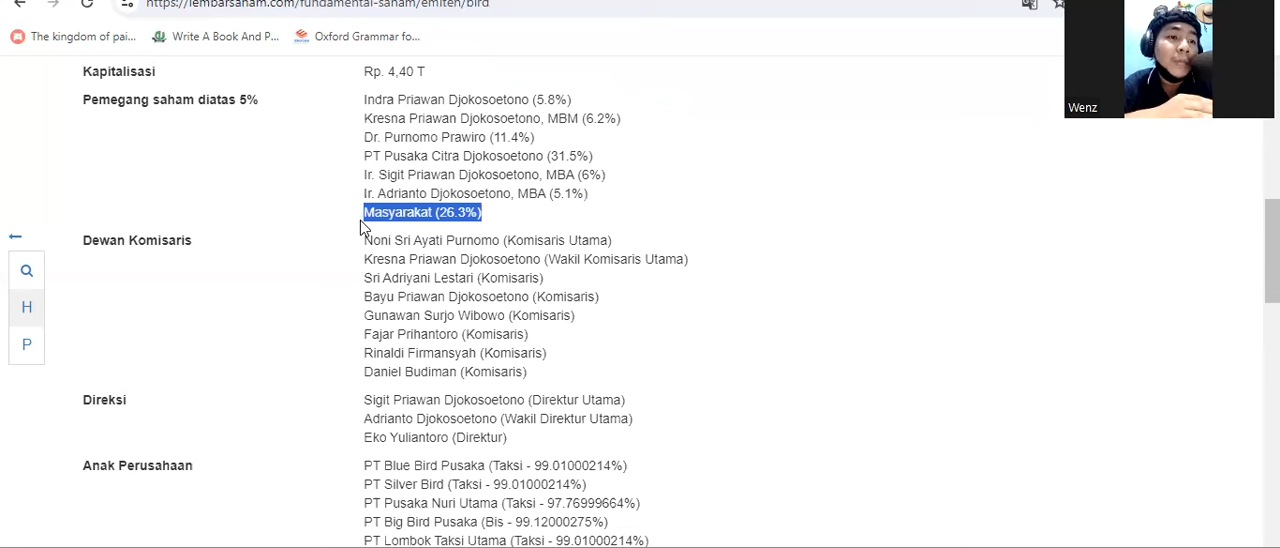 https://lembarsaham.com/fundamental-saham/emiten/bird
The kingdom of pai...
Write A Book And P...
Oxford Grammar fo...
Wenz
Kapitalisasi
Rp. 4,40 T
Pemegang saham diatas 5%
Indra Priawan Djokosoetono (5.8%)
Kresna Priawan Djokosoetono, MBM (6.2%)
Dr. Purnomo Prawiro (11.4%)
PT Pusaka Citra Djokosoetono (31.5%)
Ir. Sigit Priawan Djokosoetono, MBA (6%)
Ir. Adrianto Djokosoetono, MBA (5.1%)
Masyarakat (26.3%)
Dewan Komisaris
Noni Sri Ayati Purnomo (Komisaris Utama)
Kresna Priawan Djokosoetono (Wakil Komisaris Utama)
Sri Adriyani Lestari (Komisaris)
Bayu Priawan Djokosoetono (Komisaris)
Gunawan Surjo Wibowo (Komisaris)
Fajar Prihantoro (Komisaris)
Rinaldi Firmansyah (Komisaris)
Daniel Budiman (Komisaris)
H
P
Direksi
Sigit Priawan Djokosoetono (Direktur Utama)
Adrianto Djokosoetono (Wakil Direktur Utama)
Eko Yuliantoro (Direktur)
Anak Perusahaan
PT Blue Bird Pusaka (Taksi - 99.01000214%)
PT Silver Bird (Taksi - 99.01000214%)
PT Pusaka Nuri Utama (Taksi - 97.76999664%)
PT Big Bird Pusaka (Bis - 99.12000275%)
PT Lombok Taksi Utama (Taksi - 99.01000214%)